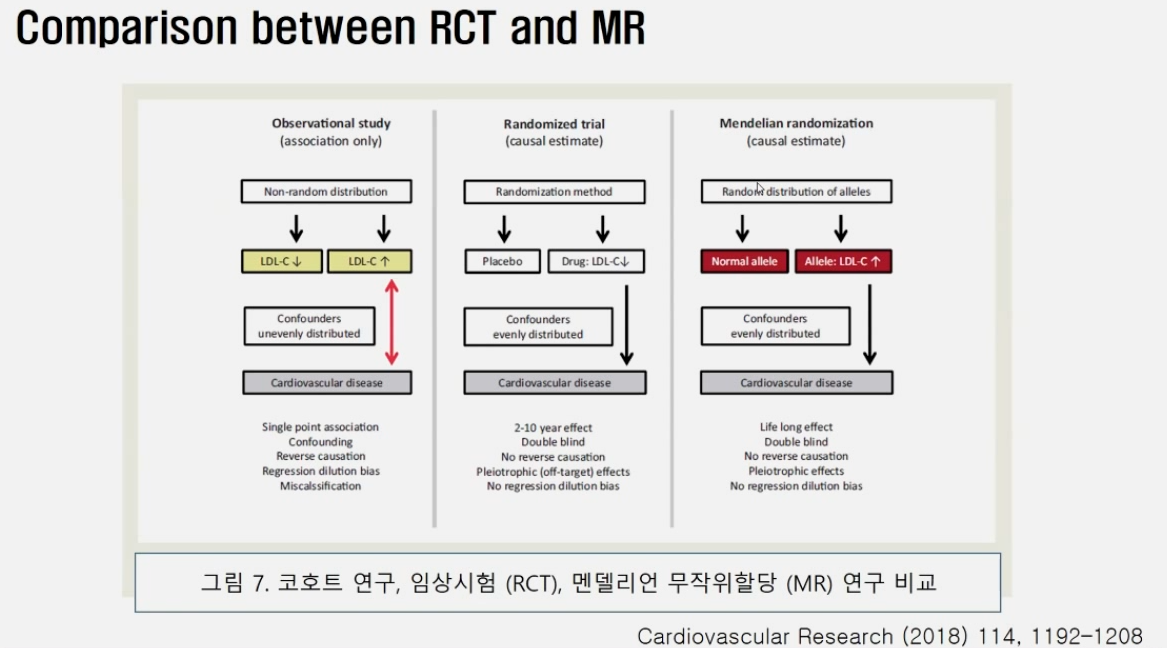 Comparison between RCT and MR
Observational study
(association only)
Non-random distribution
LDL-C ↓
LDL-C ↑
Confounders
unevenly distributed
Cardiovascular disease
Single point association
Confounding
Reverse causation
Regression dilution bias
Miscalssification
Randomized trial
(causal estimate)
Randomization method
Placebo
Drug: LDL-C↓
Confounders
evenly distributed
Cardiovascular disease
2-10 year effect
Double blind
No reverse causation
Pleiotrophic (off-target) effects
No regression dilution bias
Mendelian randomization
(causal estimate)
Random distribution of alleles
Normal allele
Allele: LDL-C ↑
Confounders
evenly distributed
Cardiovascular disease
Life long effect
Double blind
No reverse causation
Pleiotrophic effects
No regression dilution bias
그림 7. 코호트 연구, 임상시험 (RCT), 멘델리언 무작위할당 (MR) 연구 비교
Cardiovascular Research (2018) 114, 1192–1208